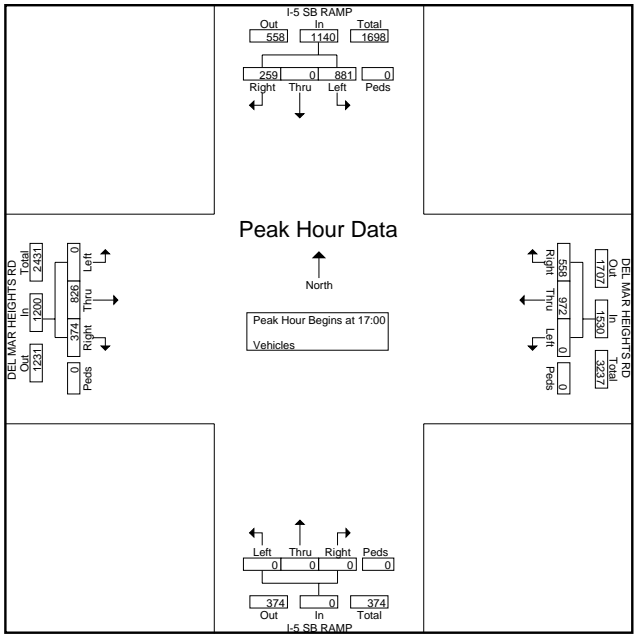 I-5 SB RAMP
Out In Total
558 1140 1698
259 0 881 0
Right Thru Left Peds
Peak Hour Data
North
Peak Hour Begins at 17:00
Vehicles
DEL MAR HEIGHTS RD
Out In Total
1231 1200 2431
0 826 374 0
Left Thru Right Peds
DEL MAR HEIGHTS RD
Out In Total
1707 1530 3237
558 972 0 0
Right Thru Left Peds
Left Thru Right Peds
0 0 0 0
374 0 374
Out In Total
I-5 SB RAMP